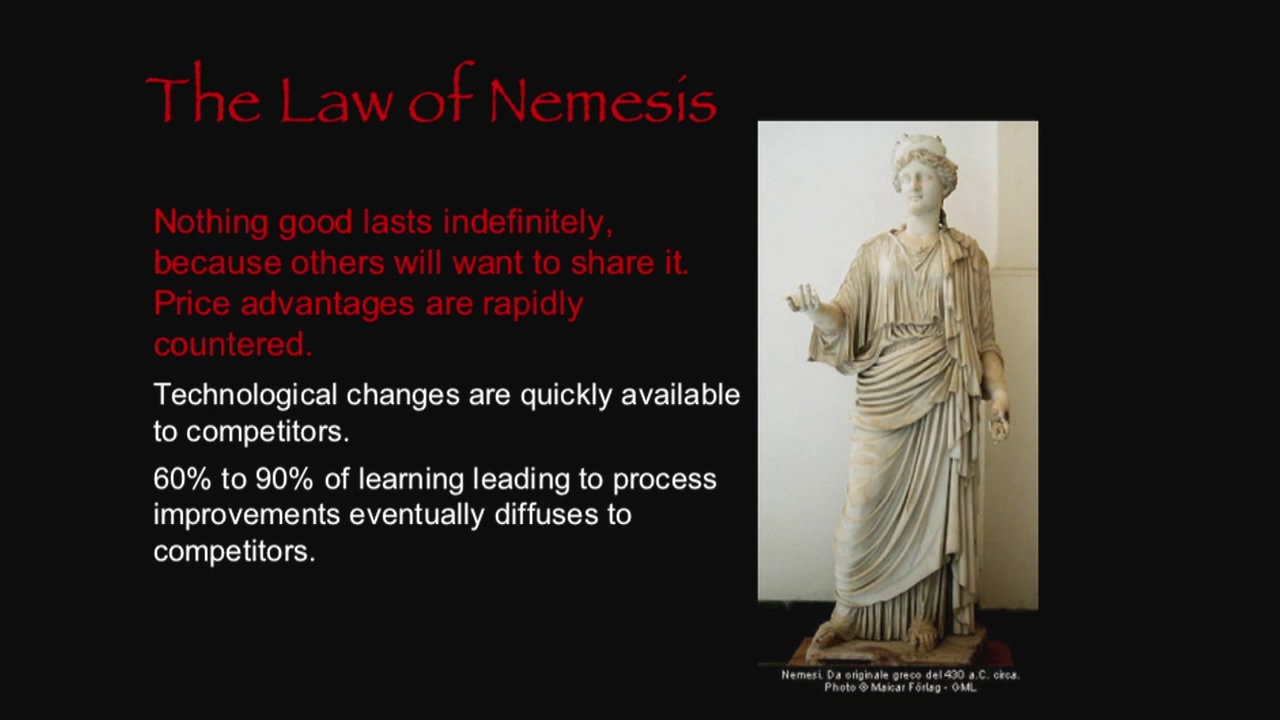 The Law of Nemesis
Nothing good lasts indefinitely,
because others will want to share it.
Price advantages are rapidly
countered.
Technological changes are quickly available
to competitors.
60% to 90% of learning leading to process
improvements eventually diffuses to
competitors.
Nemesi. Da originale greco del 430 a.C. circa.
Photo © Maicar Förlag - GML